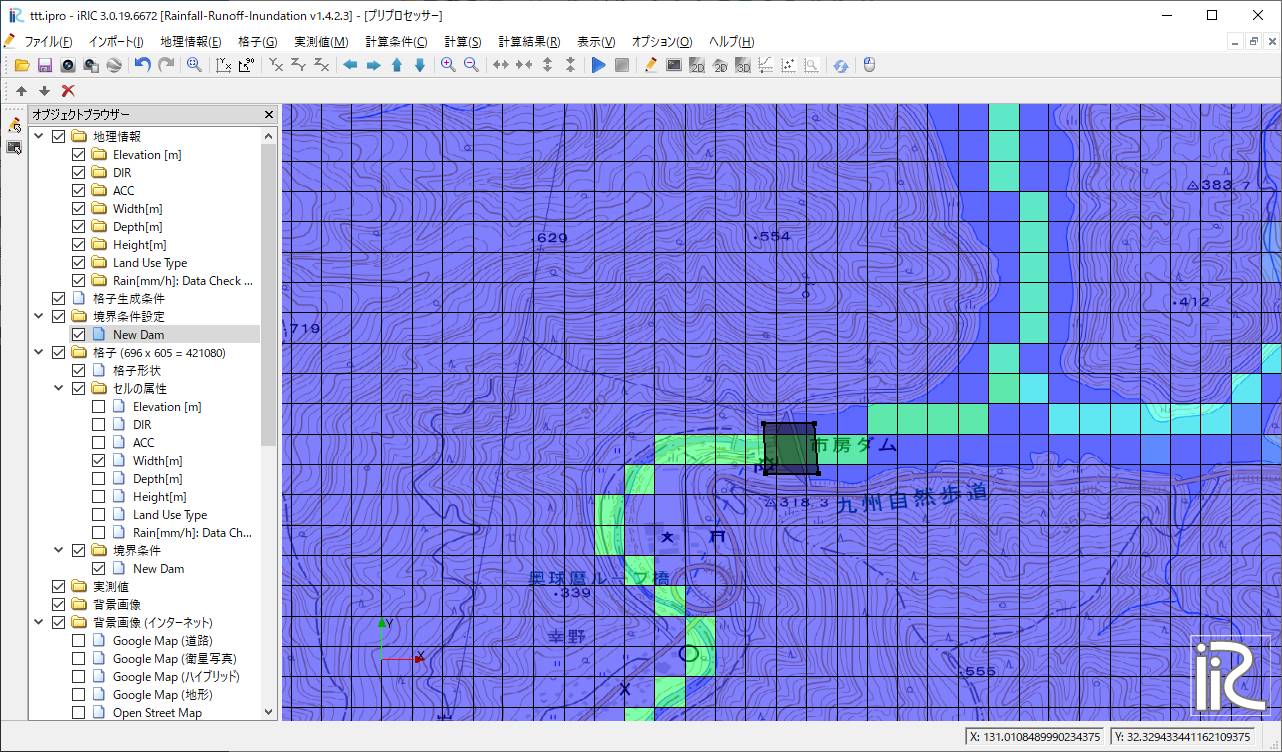 ttt.ipro - iRIC 3.0.19.6672 [Rainfall-Runoff-Inundation v1.4.2.3] - [プリプロセッサー]
ファイル(F) インポート(I) 地理情報(E) 格子(G) 実測値(M) 計算条件(C) 計算(S) 計算結果(R) 表示(V) オプション(O) ヘルプ(H)
オブジェクトブラウザー
地理情報
Elevation [m]
DIR
ACC
Width[m]
Depth[m]
Height[m]
Land Use Type
Rain[mm/h]: Data Check ...
格子生成条件
境界条件設定
New Dam
格子 (696 x 605 = 421080)
格子形状
セルの属性
Elevation [m]
DIR
ACC
Width[m]
Depth[m]
Height[m]
Land Use Type
Rain[mm/h]: Data Ch...
境界条件
New Dam
実測値
背景画像
背景画像 (インターネット)
Google Map (道路)
Google Map (衛星写真)
Google Map (ハイブリッド)
Google Map (地形)
Open Street Map
383.7
629
554
412
719
300
市房ダム
318.3
九州自然歩道
奥球磨ループ橋
339
幸野
555
Y
X
iRIC
X: 131.0108489990234375
Y: 32.329433441162109375